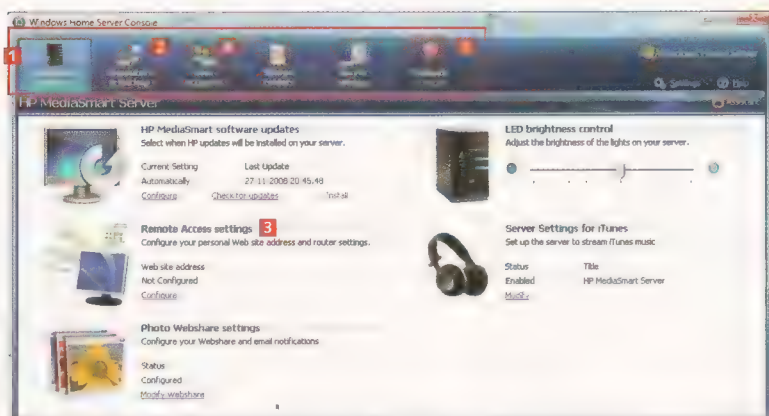 Windows Home Server Console
1
2
Settings
Help
HP MediaSmart Server
HP MediaSmart software updates
Select when HP updates will be installed on your server.
Current Setting Last Update
Automatically 27-11-2008 20:45:48
Configure Check for updates Install
LED brightness control
Adjust the brightness of the lights on your server.
Remote Access settings 3
Configure your personal Web site address and router settings.
Web site address
Not Configured
Configure
Server Settings for iTunes
Set up the server to stream iTunes music
Status Title
Enabled HP MediaSmart Server
Modify
Photo Webshare settings
Configure your Webshare and email notifications
Status
Configured
Modify webshare